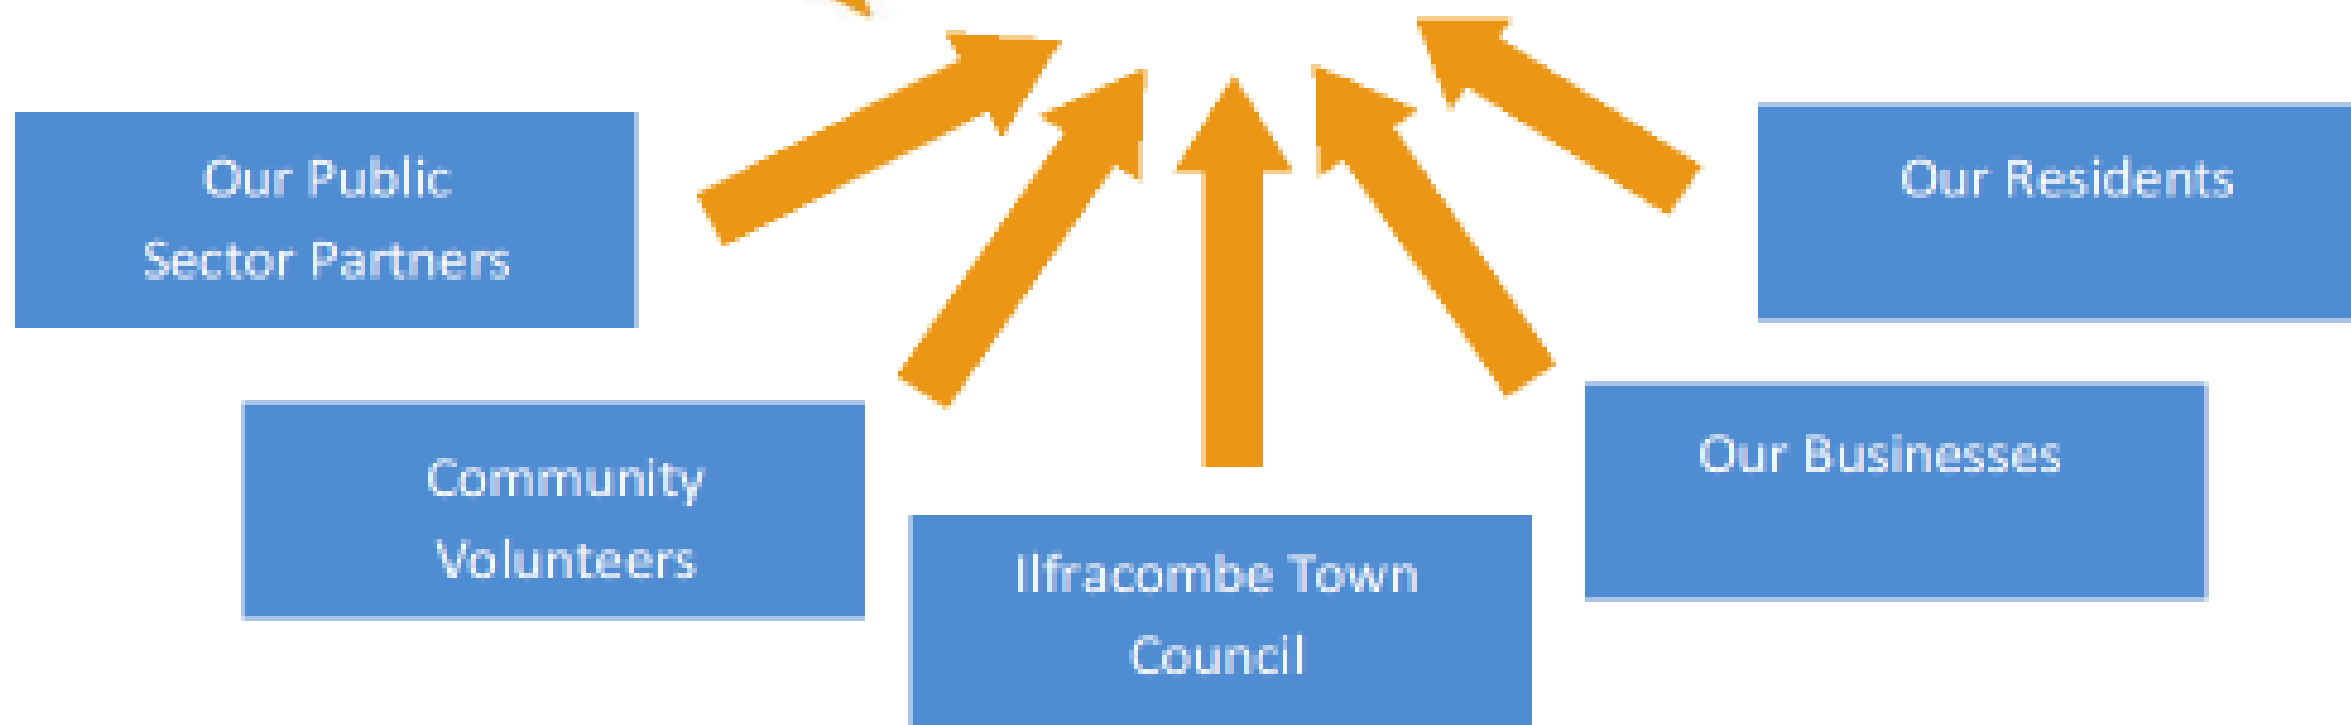 Our Public
Sector Partners
Our Residents
Community
Volunteers
Our Businesses
Ilfracombe Town
Council